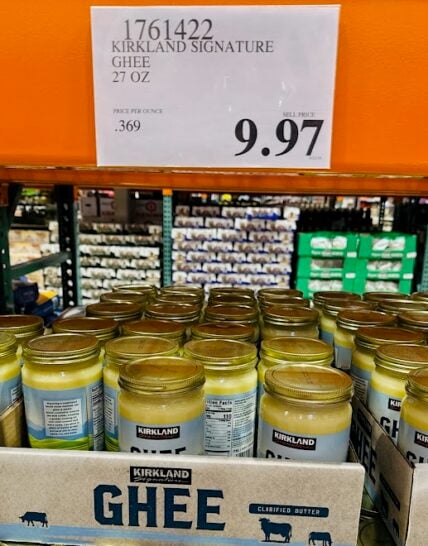 1761422
KIRKLAND SIGNATURE
GHEE
27 OZ
PRICE PER OUNCE
.369
SELL PRICE
9.97
KIRKLAND
KIRKLAND
KIRKLAND
Signature
GHEE
CLARIFIED BUTTER